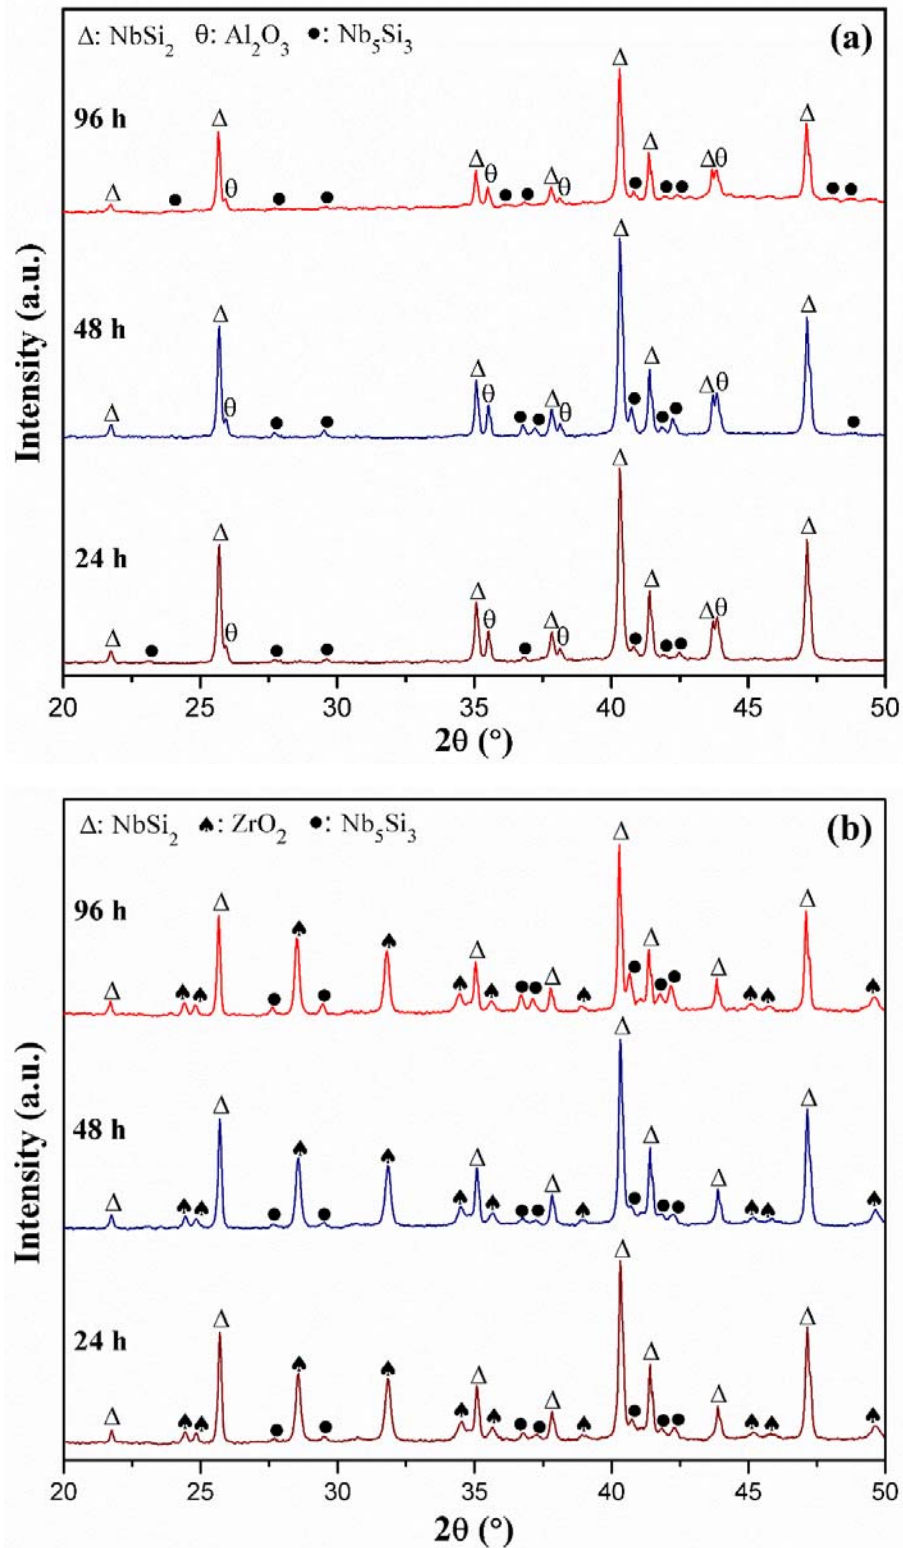 Δ: NbSi₂ θ: Al₂O₃ ●: Nb₅Si₃ (a)
96 h
48 h
24 h
Intensity (a.u.)
20 25 30 35 40 45 50
2θ (°)
Δ: NbSi₂ ♠: ZrO₂ ●: Nb₅Si₃ (b)
96 h
48 h
24 h
Intensity (a.u.)
20 25 30 35 40 45 50
2θ (°)